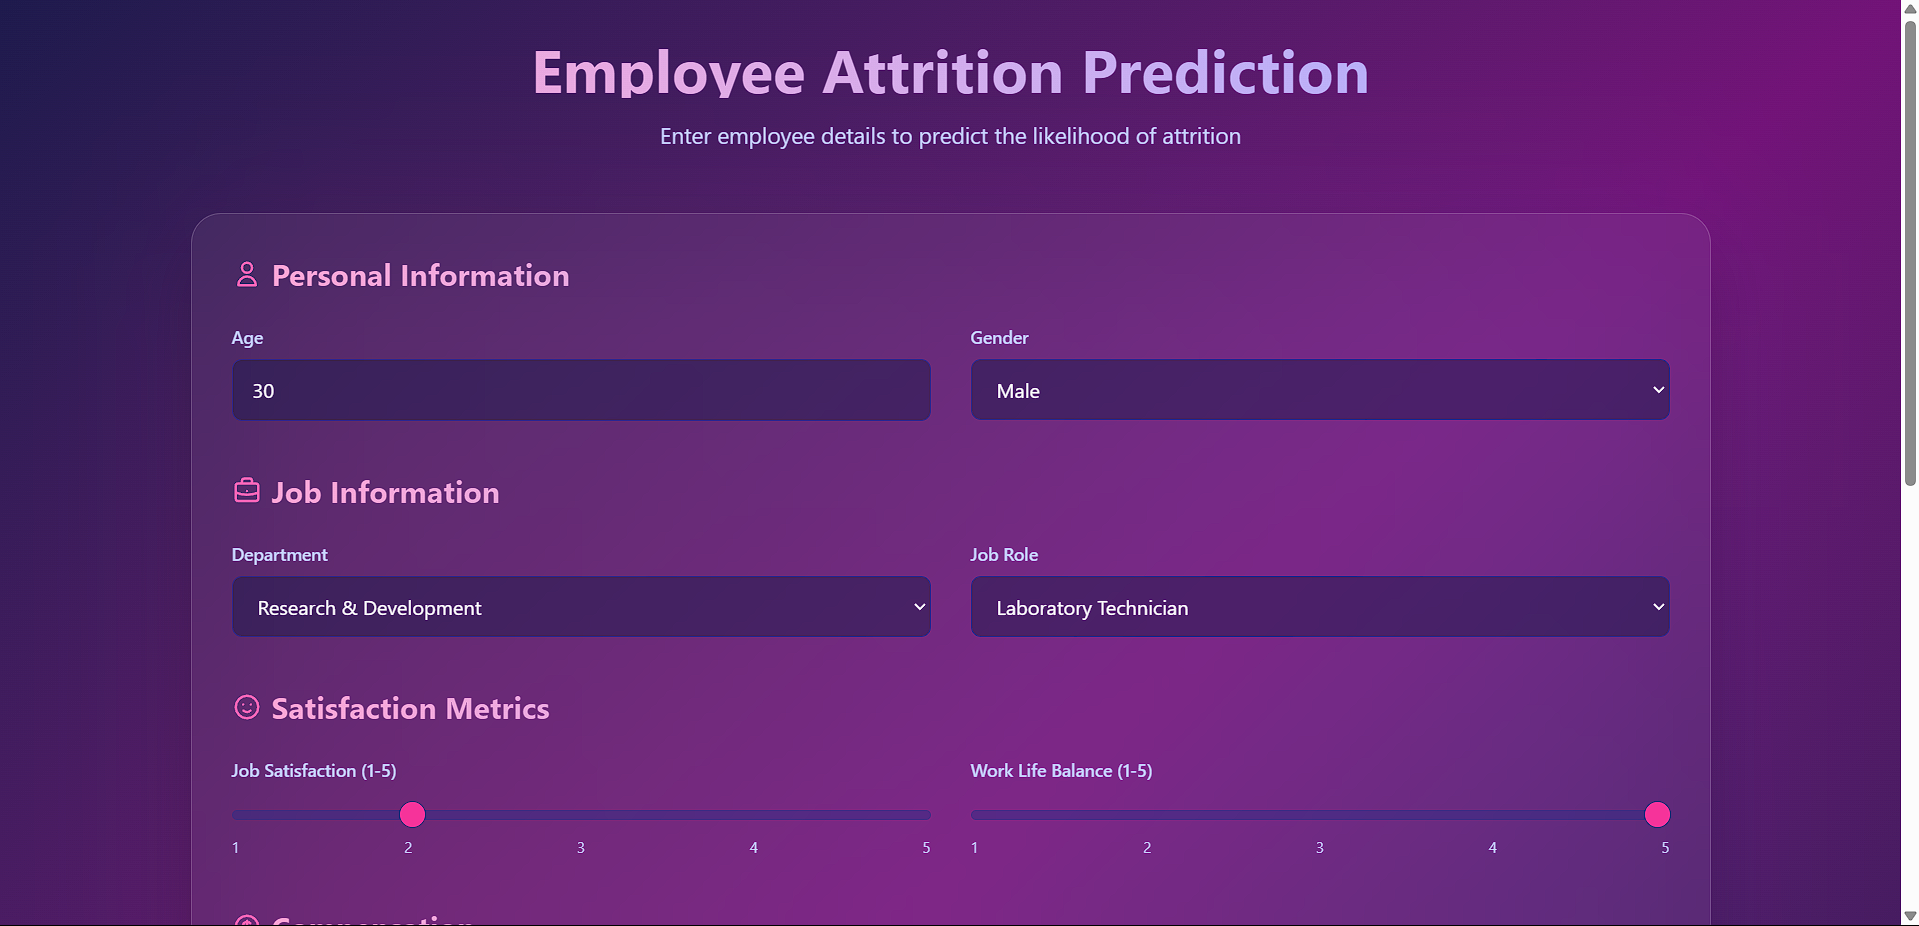 Employee Attrition Prediction
Enter employee details to predict the likelihood of attrition
Personal Information
Age
Gender
30
Male
Job Information
Department
Job Role
Research & Development
Laboratory Technician
Satisfaction Metrics
Job Satisfaction (1-5)
Work Life Balance (1-5)
1 2 3 4 5
1 2 3 4 5
Compensation